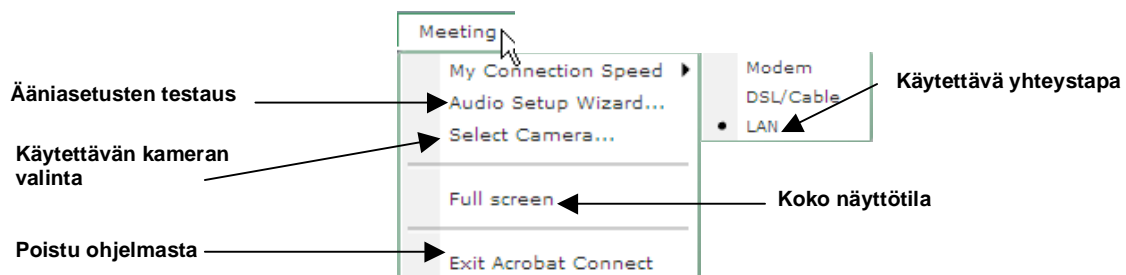 Meeting
My Connection Speed
Modem
Ääniasetusten testaus
Audio Setup Wizard...
DSL/Cable
Käytettävä yhteystapa
Select Camera...
LAN
Käytettävän kameran
valinta
Full screen
Koko näyttötila
Poistu ohjelmasta
Exit Acrobat Connect